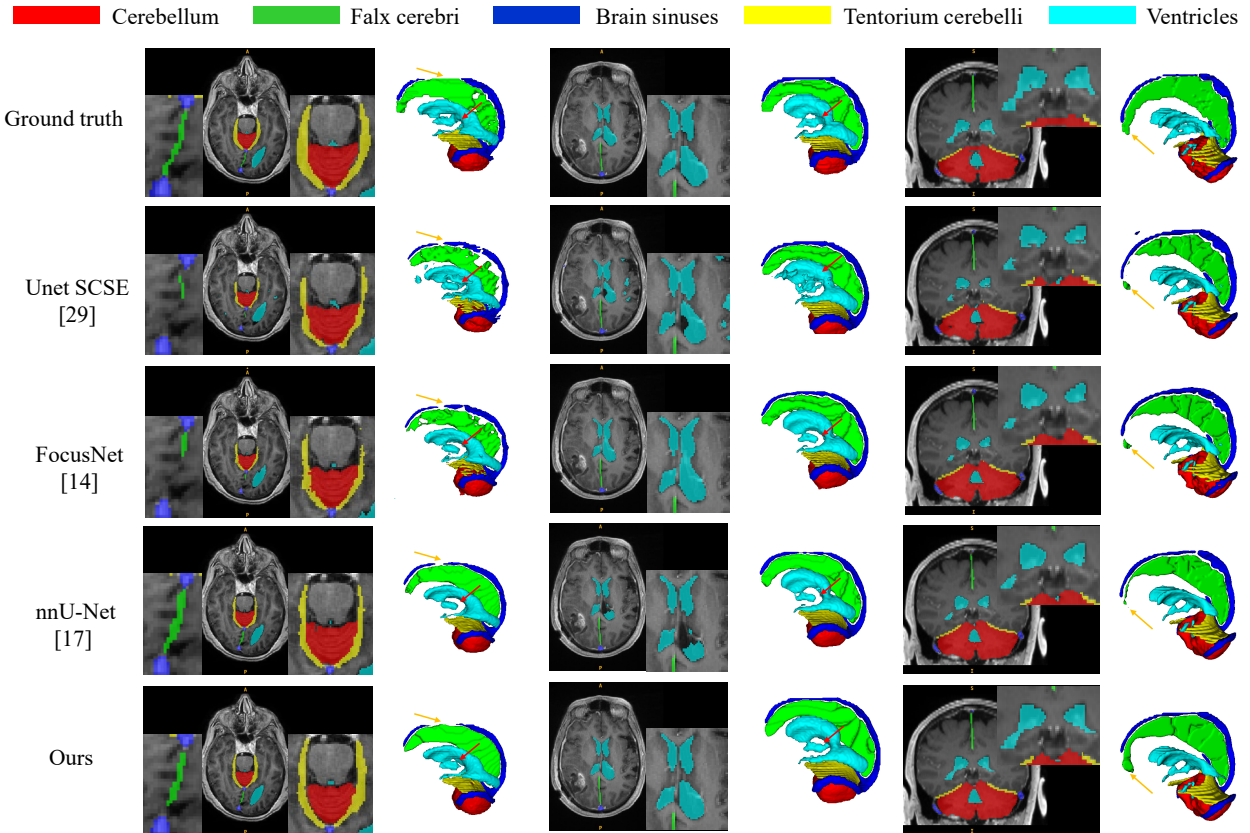 Cerebellum Falx cerebri Brain sinuses Tentorium cerebelli Ventricles
A A S
Ground truth
P P I
A A S
Unet SCSE
[29]
P P I
A A S
FocusNet
[14]
P P I
A A S
nnU-Net
[17]
P P I
A A S
Ours
P P I